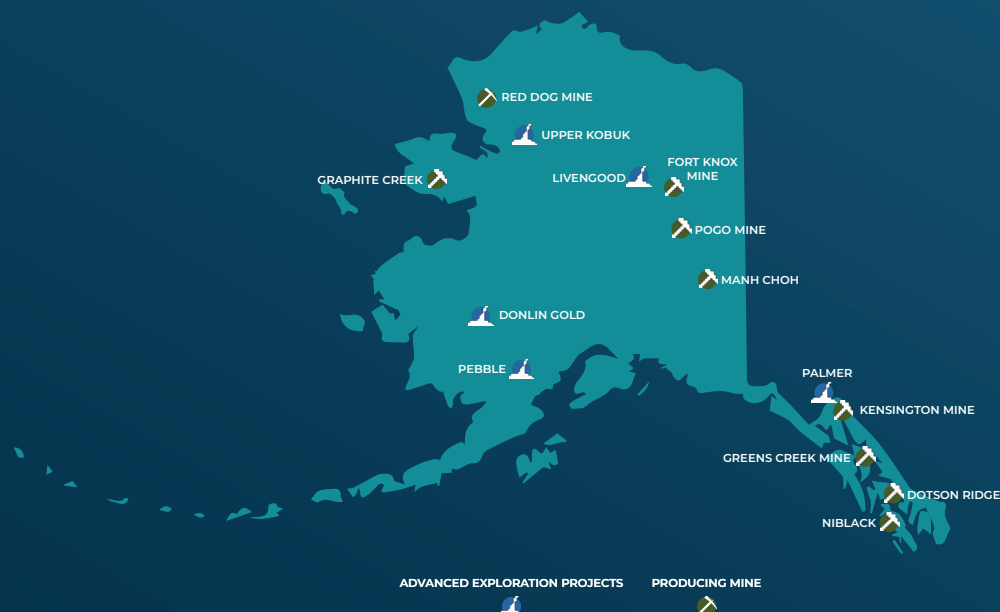 RED DOG MINE
UPPER KOBUK
FORT KNOX
MINE
LIVENGOOD
GRAPHITE CREEK
POGO MINE
MANH CHOH
DONLIN GOLD
PEBBLE
PALMER
KENSINGTON MINE
GREENS CREEK MINE
DOTSON RIDGE
NIBLACK
ADVANCED EXPLORATION PROJECTS
PRODUCING MINE